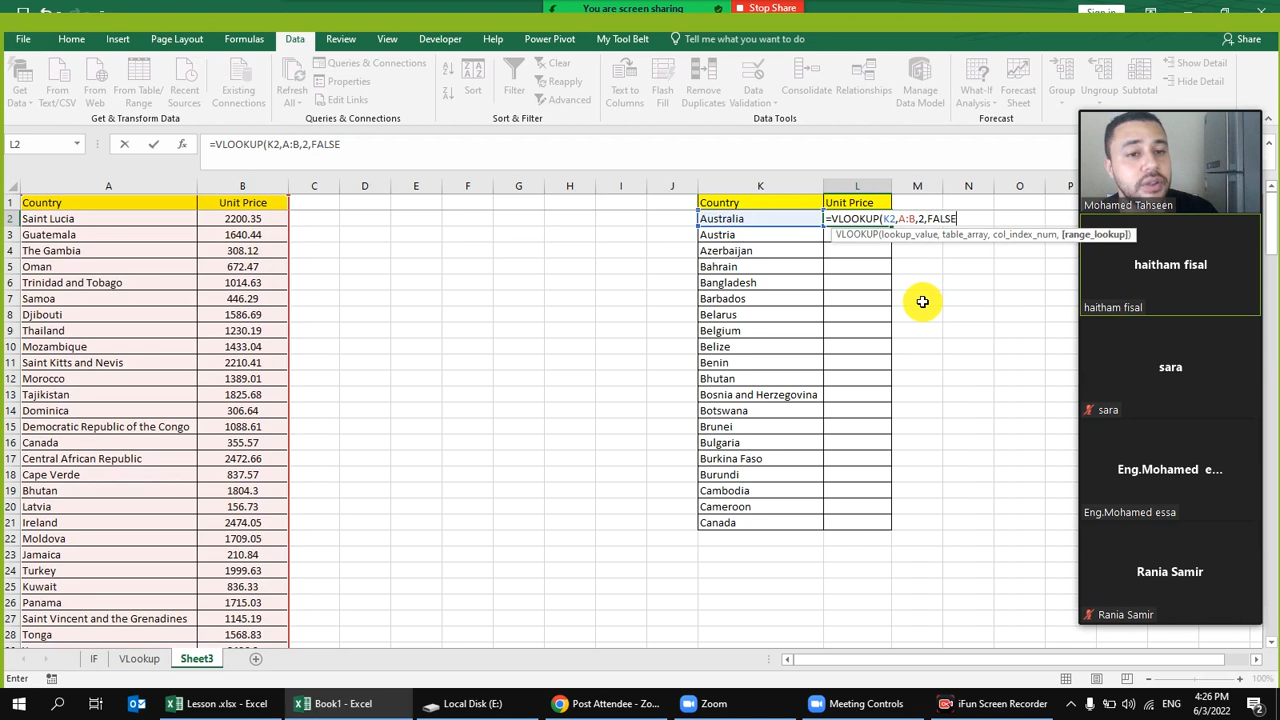 You are screen sharing
Stop Share
Sign in
File Home Insert Page Layout Formulas Data Review View Developer Help Power Pivot My Tool Belt Tell me what you want to do Share
Get Data
From Text/CSV
From Web
From Table/ Range
Recent Sources
Existing Connections
Get & Transform Data
Refresh All
Queries & Connections
Properties
Edit Links
Queries & Connections
Sort
Filter
Clear
Reapply
Advanced
Sort & Filter
Text to Columns
Flash Fill
Remove Duplicates
Data Validation
Consolidate
Relationships
Manage Data Model
Data Tools
What-If Analysis
Forecast Sheet
Forecast
Group
Ungroup
Subtotal
Show Detail
Hide Detail
L2 fx =VLOOKUP(K2,A:B,2,FALSE
A B C D E F G H I J K L M N O P
1 Country Unit Price Country Unit Price
2 Saint Lucia 2200.35 Australia =VLOOKUP(K2,A:B,2,FALSE
VLOOKUP(lookup_value, table_array, col_index_num, [range_lookup])
3 Guatemala 1640.44 Austria
4 The Gambia 308.12 Azerbaijan
5 Oman 672.47 Bahrain
6 Trinidad and Tobago 1014.63 Bangladesh
7 Samoa 446.29 Barbados
8 Djibouti 1586.69 Belarus
9 Thailand 1230.19 Belgium
10 Mozambique 1433.04 Belize
11 Saint Kitts and Nevis 2210.41 Benin
12 Morocco 1389.01 Bhutan
13 Tajikistan 1825.68 Bosnia and Herzegovina
14 Dominica 306.64 Botswana
15 Democratic Republic of the Congo 1088.61 Brunei
16 Canada 355.57 Bulgaria
17 Central African Republic 2472.66 Burkina Faso
18 Cape Verde 837.57 Burundi
19 Bhutan 1804.3 Cambodia
20 Latvia 156.73 Cameroon
21 Ireland 2474.05 Canada
22 Moldova 1709.05
23 Jamaica 210.84
24 Turkey 1999.63
25 Kuwait 836.33
26 Panama 1715.03
27 Saint Vincent and the Grenadines 1145.19
28 Tonga 1568.83
Mohamed Tahseen
haitham fisal
haitham fisal
sara
sara
Eng.Mohamed e...
Eng.Mohamed essa
Rania Samir
Rania Samir
IF VLookup Sheet3
Enter 100%
Lesson .xlsx - Excel
Book1 - Excel
Local Disk (E:)
Post Attendee - Zo...
Zoom
Meeting Controls
iFun Screen Recorder
4:26 PM
6/3/2022